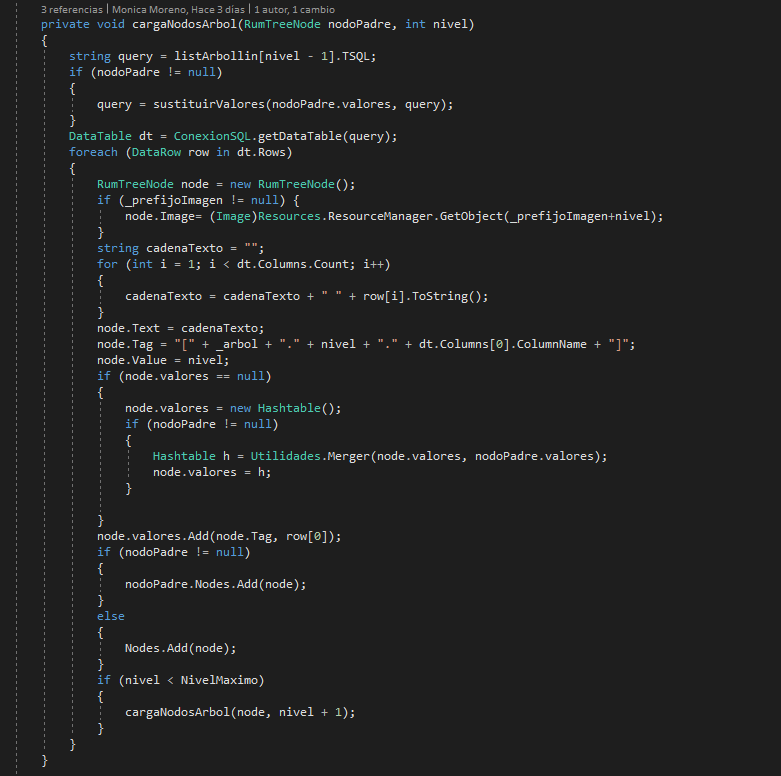 3 referencias | Monica Moreno, Hace 3 días | 1 autor, 1 cambio
private void cargaNodosArbol(RumTreeNode nodoPadre, int nivel)
{
string query = listArbollin[nivel - 1].TSQL;
if (nodoPadre != null)
{
query = sustituirValores(nodoPadre.valores, query);
}
DataTable dt = ConexionSQL.getDataTable(query);
foreach (DataRow row in dt.Rows)
{
RumTreeNode node = new RumTreeNode();
if (_prefijoImagen != null) {
node.Image= (Image)Resources.ResourceManager.GetObject(_prefijoImagen+nivel);
}
string cadenaTexto = "";
for (int i = 1; i < dt.Columns.Count; i++)
{
cadenaTexto = cadenaTexto + " " + row[i].ToString();
}
node.Text = cadenaTexto;
node.Tag = "[" + _arbol + "." + nivel + "." + dt.Columns[0].ColumnName + "]";
node.Value = nivel;
if (node.valores == null)
{
node.valores = new Hashtable();
if (nodoPadre != null)
{
Hashtable h = Utilidades.Merger(node.valores, nodoPadre.valores);
node.valores = h;
}
}
node.valores.Add(node.Tag, row[0]);
if (nodoPadre != null)
{
nodoPadre.Nodes.Add(node);
}
else
{
Nodes.Add(node);
}
if (nivel < NivelMaximo)
{
cargaNodosArbol(node, nivel + 1);
}
}
}